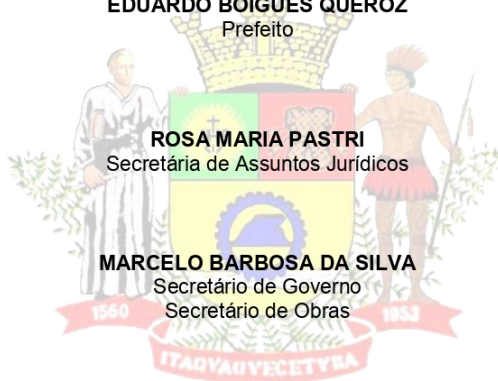 EDUARDO BOIGUES QUEROZ
Prefeito
ROSA MARIA PASTRI
Secretária de Assuntos Jurídicos
MARCELO BARBOSA DA SILVA
Secretário de Governo
Secretário de Obras
1560 1953
ITAQVAQVECETVBA